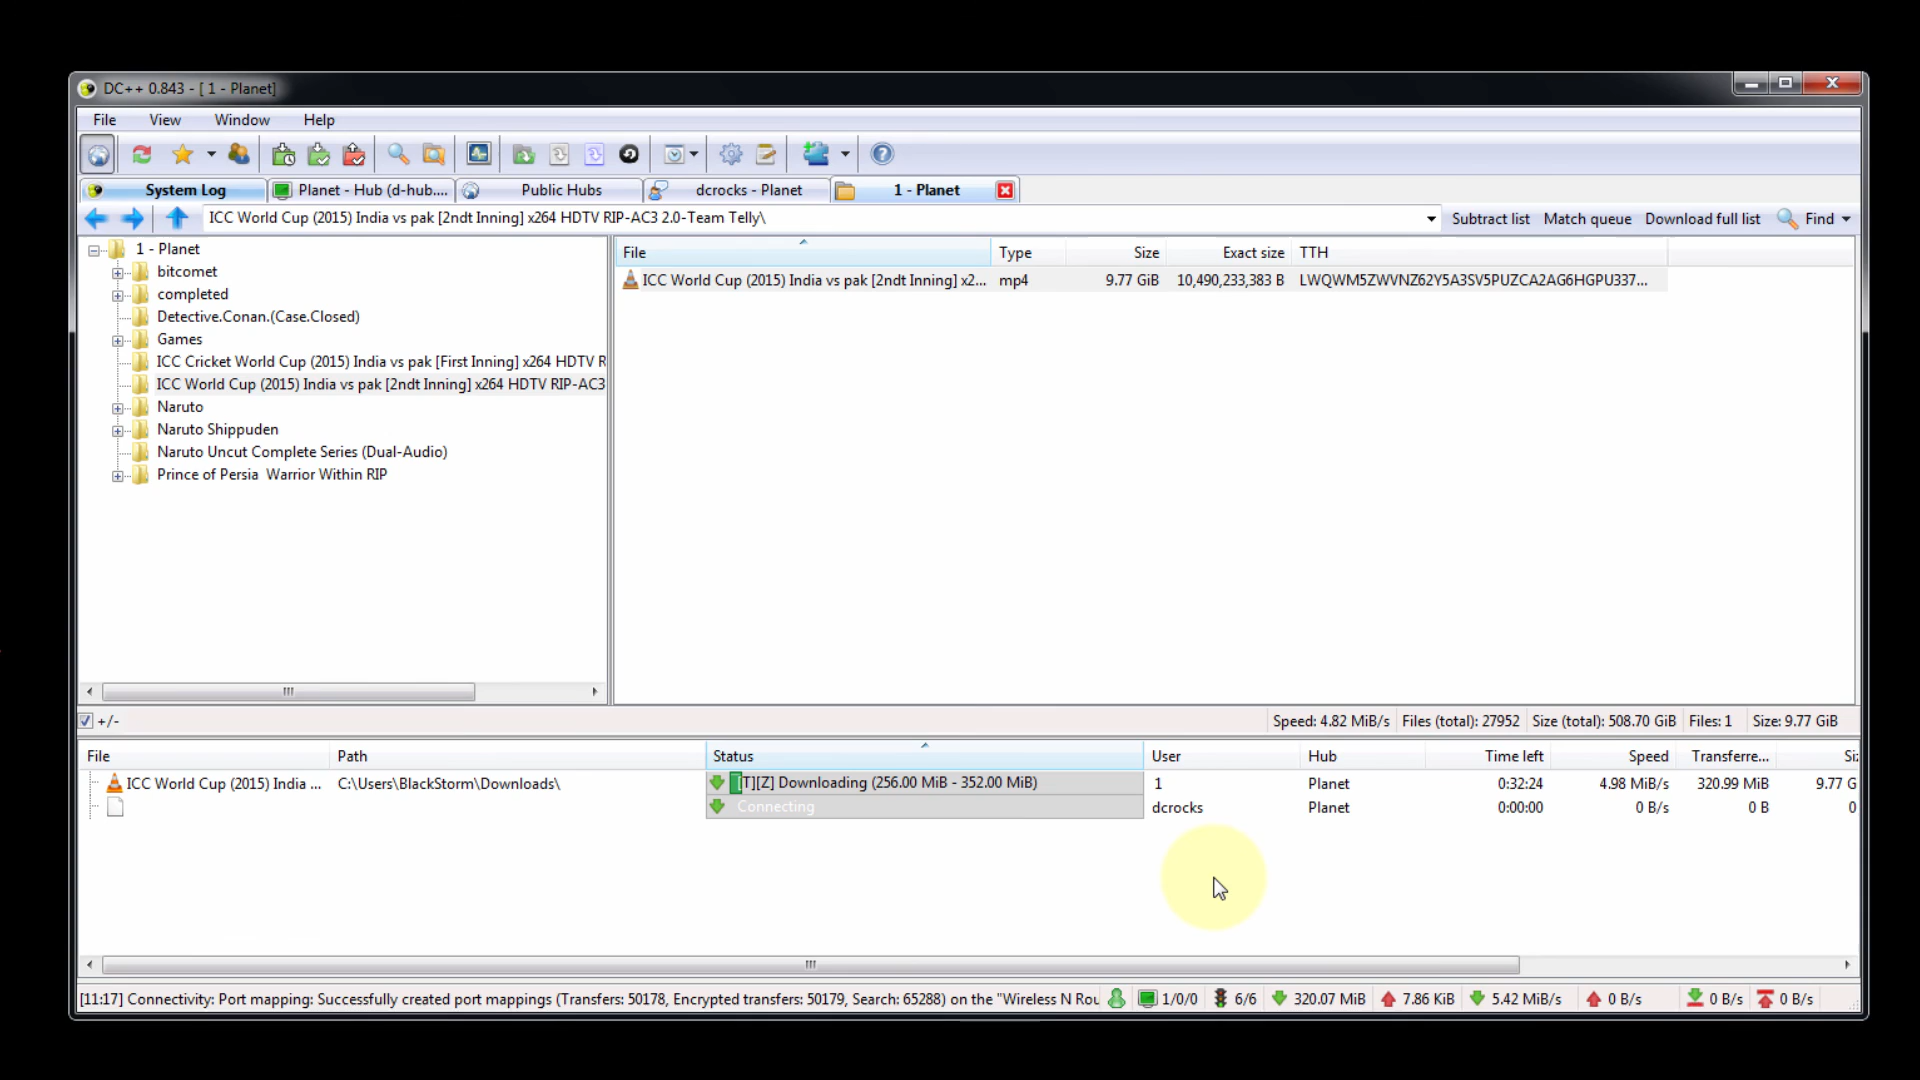 DC++ 0.843 - [ 1 - Planet]
File View Window Help
System Log Planet - Hub (d-hub.... Public Hubs dcrocks - Planet 1 - Planet
ICC World Cup (2015) India vs pak [2ndt Inning] x264 HDTV RIP-AC3 2.0-Team Telly\ Subtract list Match queue Download full list Find
1 - Planet
bitcomet
completed
Detective.Conan.(Case.Closed)
Games
ICC Cricket World Cup (2015) India vs pak [First Inning] x264 HDTV R
ICC World Cup (2015) India vs pak [2ndt Inning] x264 HDTV RIP-AC3
Naruto
Naruto Shippuden
Naruto Uncut Complete Series (Dual-Audio)
Prince of Persia  Warrior Within RIP
File Type Size Exact size TTH
ICC World Cup (2015) India vs pak [2ndt Inning] x2... mp4 9.77 GiB 10,490,233,383 B LWQWM5ZWVNZ62Y5A3SV5PUZCA2AG6HGPU337...
+/- Speed: 4.82 MiB/s Files (total): 27952 Size (total): 508.70 GiB Files: 1 Size: 9.77 GiB
File Path Status User Hub Time left Speed Transferre... Siz
ICC World Cup (2015) India ... C:\Users\BlackStorm\Downloads\ [T][Z] Downloading (256.00 MiB - 352.00 MiB) 1 Planet 0:32:24 4.98 MiB/s 320.99 MiB 9.77 G
Connecting dcrocks Planet 0:00:00 0 B/s 0 B 0
[11:17] Connectivity: Port mapping: Successfully created port mappings (Transfers: 50178, Encrypted transfers: 50179, Search: 65288) on the "Wireless N Rou 1/0/0 6/6 320.07 MiB 7.86 KiB 5.42 MiB/s 0 B/s 0 B/s 0 B/s